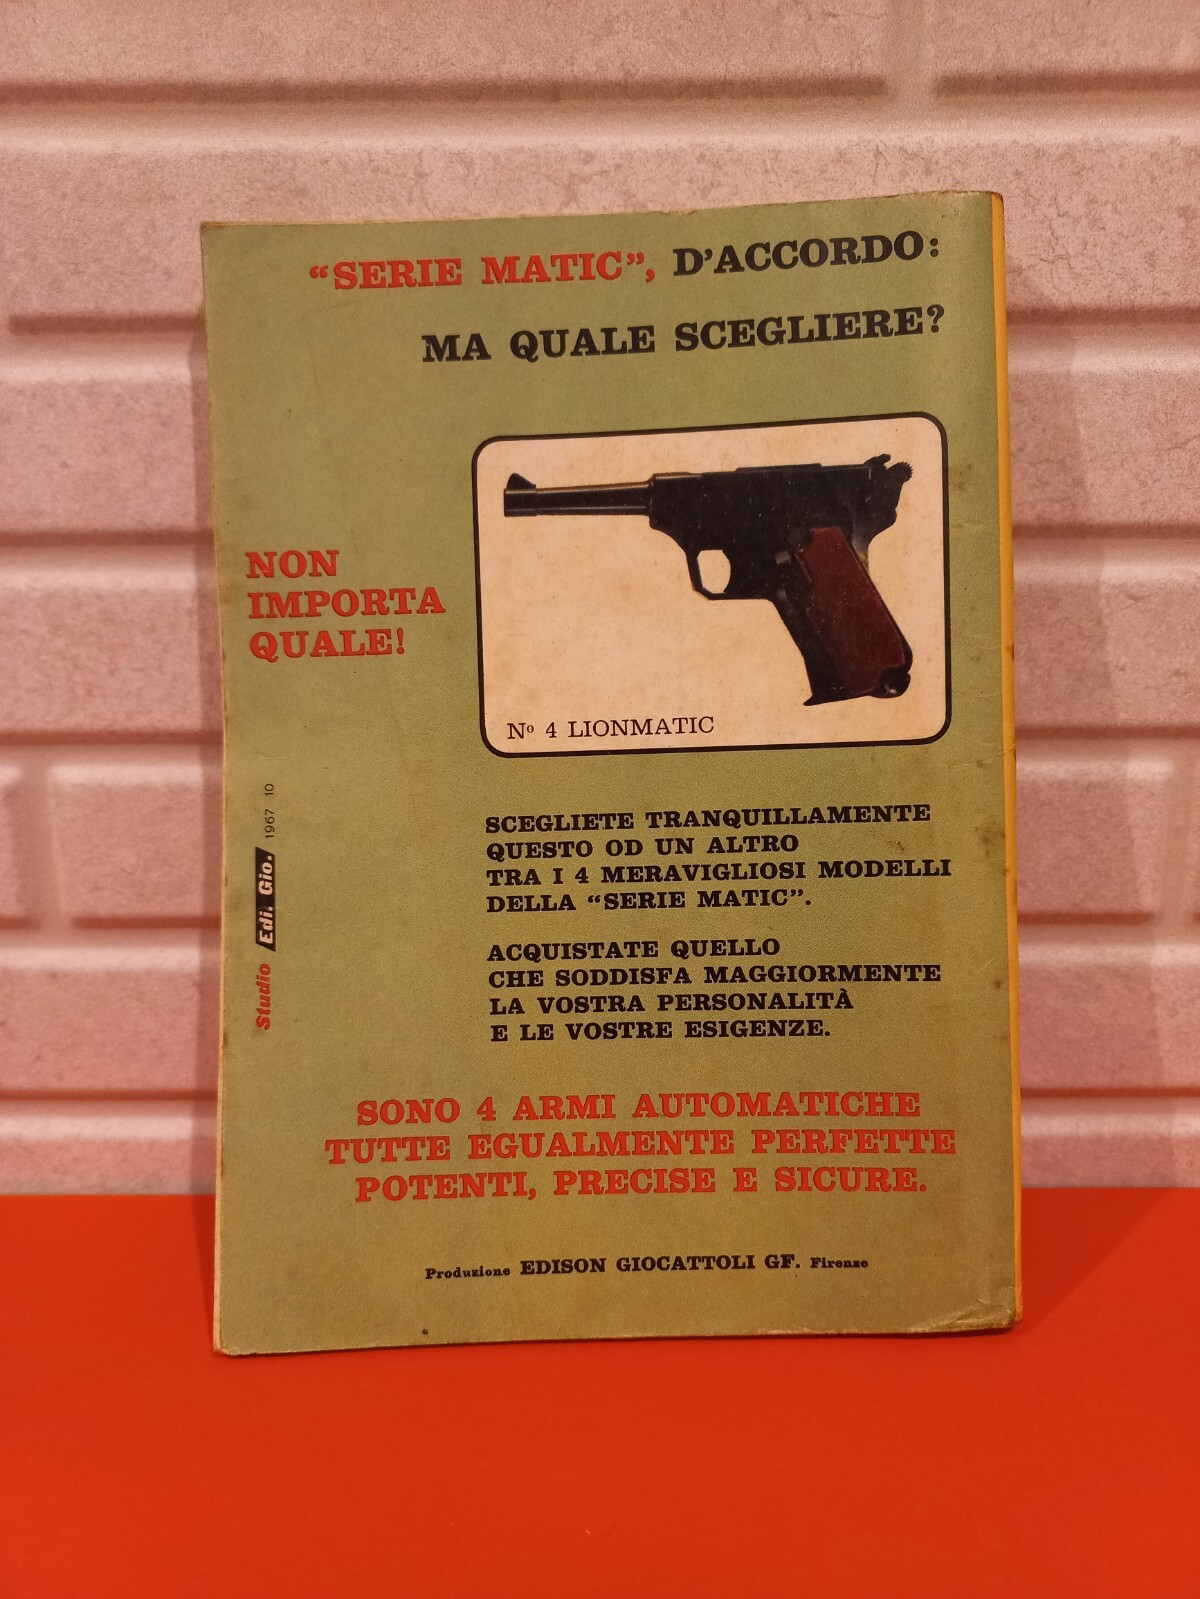 “SERIE MATIC”, D'ACCORDO:
MA QUALE SCEGLIERE?
NON
IMPORTA
QUALE!
Nº 4 LIONMATIC
SCEGLIETE TRANQUILLAMENTE
QUESTO OD UN ALTRO
TRA I 4 MERAVIGLIOSI MODELLI
DELLA “SERIE MATIC”.
ACQUISTATE QUELLO
CHE SODDISFA MAGGIORMENTE
LA VOSTRA PERSONALITÀ
E LE VOSTRE ESIGENZE.
Studio Edi. Gio. 1967 10
SONO 4 ARMI AUTOMATICHE
TUTTE EGUALMENTE PERFETTE
POTENTI, PRECISE E SICURE.
Produzione EDISON GIOCATTOLI GF. Firenze